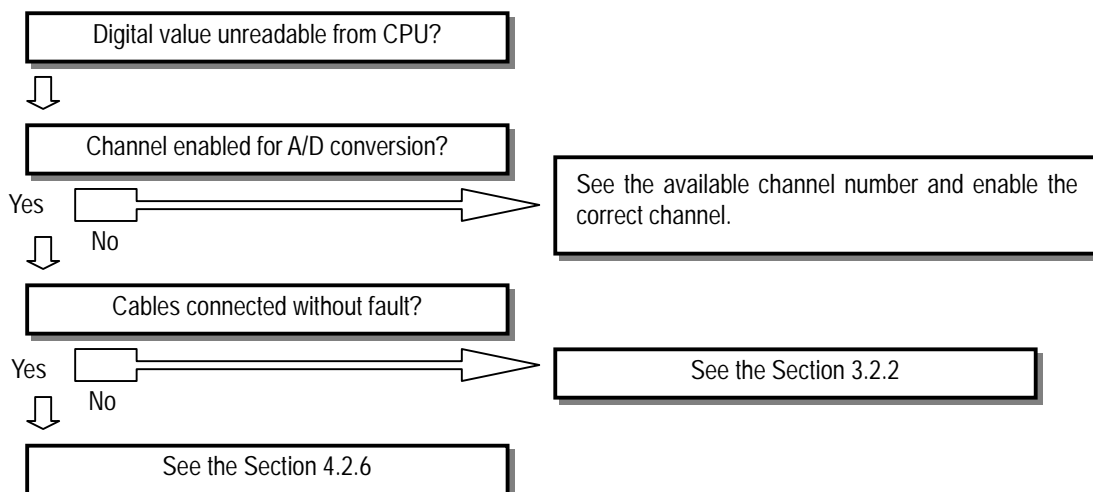 Digital value unreadable from CPU?
Channel enabled for A/D conversion?
Yes
No
See the available channel number and enable the
correct channel.
Cables connected without fault?
Yes
No
See the Section 3.2.2
See the Section 4.2.6